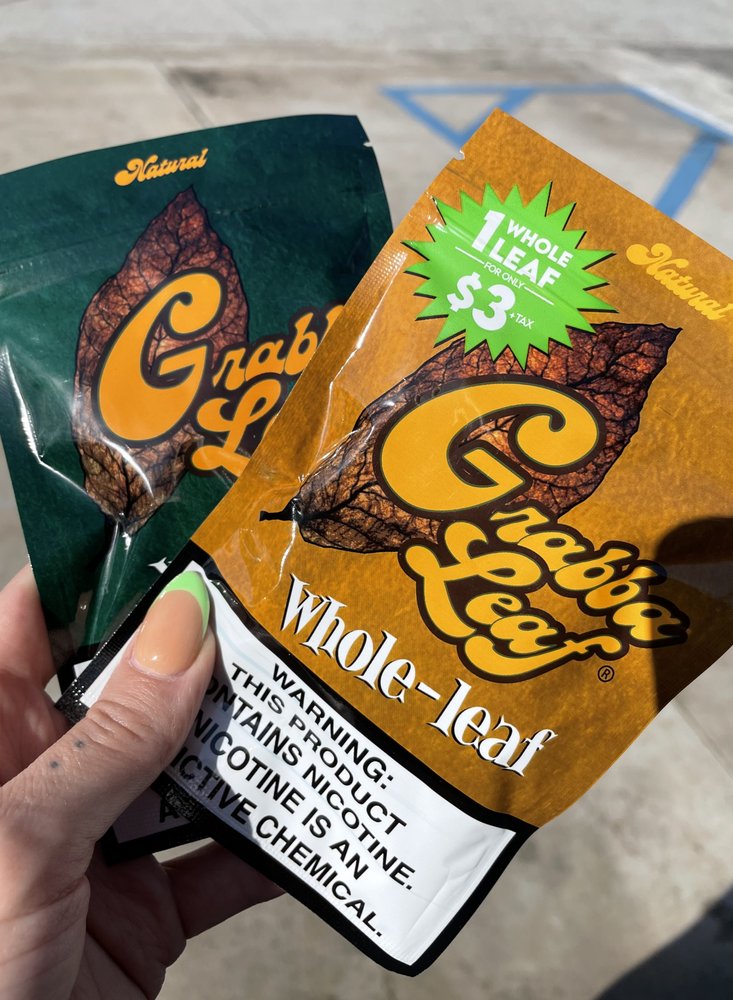 Natural
Grabba
L
1 WHOLE
LEAF
FOR ONLY
$3 +TAX
Natural
Grabba
Leaf®
Whole-leaf
WARNING:
THIS PRODUCT
CONTAINS NICOTINE.
NICOTINE IS AN
CHEMICAL.